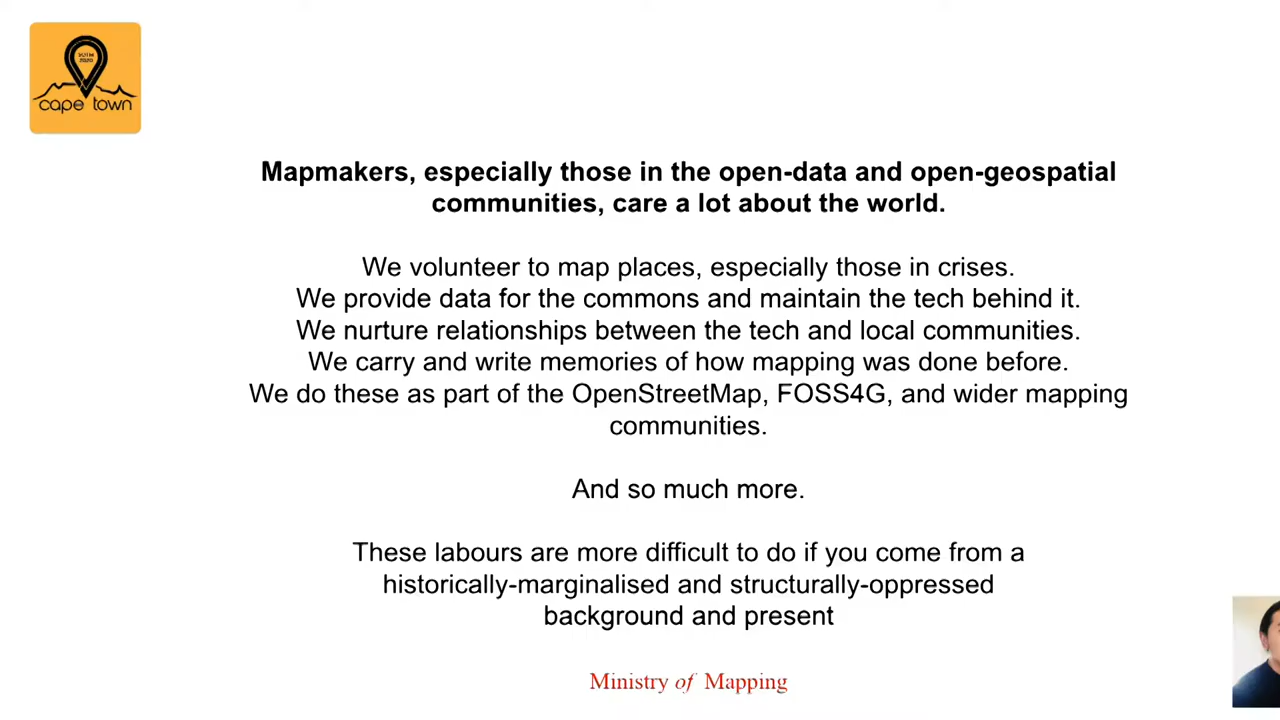 SOTM
2020
cape town
Mapmakers, especially those in the open-data and open-geospatial
communities, care a lot about the world.
We volunteer to map places, especially those in crises.
We provide data for the commons and maintain the tech behind it.
We nurture relationships between the tech and local communities.
We carry and write memories of how mapping was done before.
We do these as part of the OpenStreetMap, FOSS4G, and wider mapping
communities.
And so much more.
These labours are more difficult to do if you come from a
historically-marginalised and structurally-oppressed
background and present
Ministry of Mapping